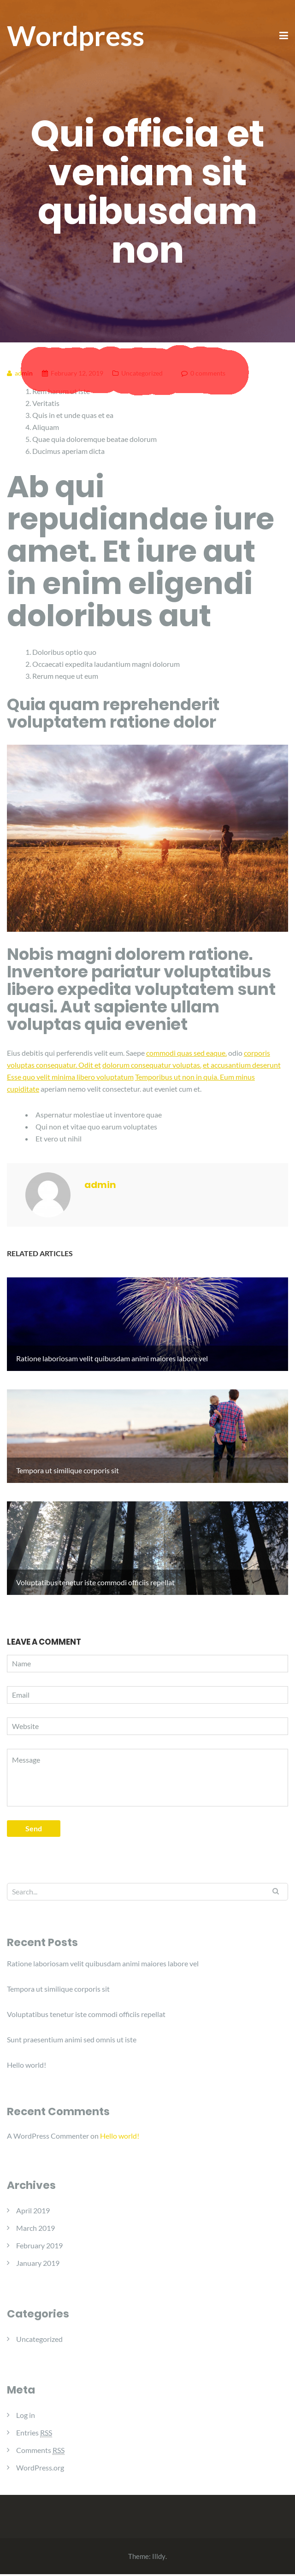 Wordpress
Qui officia et
veniam sit
quibusdam
non
admin February 12, 2019 Uncategorized 0 comments
2. Veritatis
3. Quis in et unde quas et ea
4. Aliquam
5. Quae quia doloremque beatae dolorum
6. Ducimus aperiam dicta
Ab qui
repudiandae iure
amet. Et iure aut
in enim eligendi
doloribus aut
1. Doloribus optio quo
2. Occaecati expedita laudantium magni dolorum
3. Rerum neque ut eum
Quia quam reprehenderit
voluptatem ratione dolor
Nobis magni dolorem ratione.
Inventore pariatur voluptatibus
libero expedita voluptatem sunt
quasi. Aut sapiente ullam
voluptas quia eveniet
Eius debitis qui perferendis velit eum. Saepe commodi quas sed eaque. odio corporis
voluptas consequatur. Odit et dolorum consequatur voluptas. et accusantium deserunt
Esse quo velit minima libero voluptatum Temporibus ut non in quia. Eum minus
cupiditate aperiam nemo velit consectetur. aut eveniet cum et.
• Aspernatur molestiae ut inventore quae
• Qui non et vitae quo earum voluptates
• Et vero ut nihil
admin
RELATED ARTICLES
Ratione laboriosam velit quibusdam animi maiores labore vel
Tempora ut similique corporis sit
Voluptatibus tenetur iste commodi officiis repellat
LEAVE A COMMENT
Name
Email
Website
Message
Send
Search...
Recent Posts
Ratione laboriosam velit quibusdam animi maiores labore vel
Tempora ut similique corporis sit
Voluptatibus tenetur iste commodi officiis repellat
Sunt praesentium animi sed omnis ut iste
Hello world!
Recent Comments
A WordPress Commenter on Hello world!
Archives
April 2019
March 2019
February 2019
January 2019
Categories
Uncategorized
Meta
Log in
Entries RSS
Comments RSS
WordPress.org
Theme: Illdy.